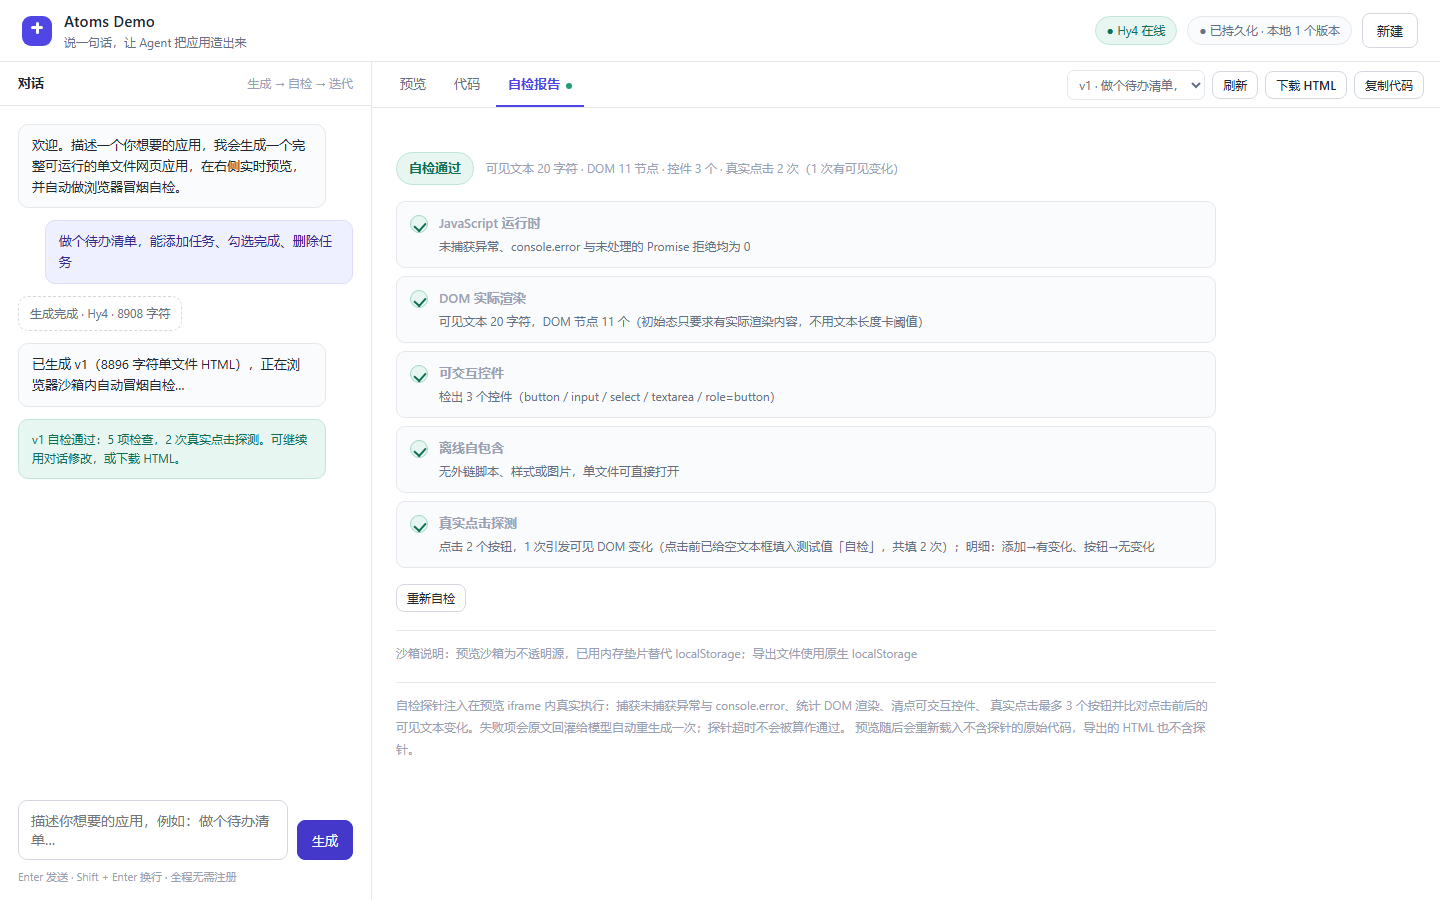 Atoms Demo
说一句话，让 Agent 把应用造出来
● Hy4 在线
● 已持久化 · 本地 1 个版本
新建
对话
生成 → 自检 → 迭代
预览
代码
自检报告
v1 · 做个待办清单，
刷新
下载 HTML
复制代码
欢迎。描述一个你想要的应用，我会生成一个完
整可运行的单文件网页应用，在右侧实时预览，
并自动做浏览器冒烟自检。
做个待办清单，能添加任务、勾选完成、删除任
务
生成完成 · Hy4 · 8908 字符
已生成 v1（8896 字符单文件 HTML），正在浏
览器沙箱内自动冒烟自检...
v1 自检通过：5 项检查，2 次真实点击探测。可继续
用对话修改，或下载 HTML。
描述你想要的应用，例如：做个待办清
单...
生成
Enter 发送 · Shift + Enter 换行 · 全程无需注册
自检通过
可见文本 20 字符 · DOM 11 节点 · 控件 3 个 · 真实点击 2 次（1 次有可见变化）
JavaScript 运行时
未捕获异常、console.error 与未处理的 Promise 拒绝均为 0
DOM 实际渲染
可见文本 20 字符，DOM 节点 11 个（初始态只要求有实际渲染内容，不用文本长度卡阈值）
可交互控件
检出 3 个控件（button / input / select / textarea / role=button）
离线自包含
无外链脚本、样式或图片，单文件可直接打开
真实点击探测
点击 2 个按钮，1 次引发可见 DOM 变化（点击前已给空文本框填入测试值「自检」，共填 2 次）；明细：添加→有变化、按钮→无变化
重新自检
沙箱说明：预览沙箱为不透明源，已用内存垫片替代 localStorage；导出文件使用原生 localStorage
自检探针注入在预览 iframe 内真实执行：捕获未捕获异常与 console.error、统计 DOM 渲染、清点可交互控件、 真实点击最多 3 个按钮并比对点击前后的
可见文本变化。失败项会原文回灌给模型自动重生成一次；探针超时不会被算作通过。 预览随后会重新载入不含探针的原始代码，导出的 HTML 也不含探
针。